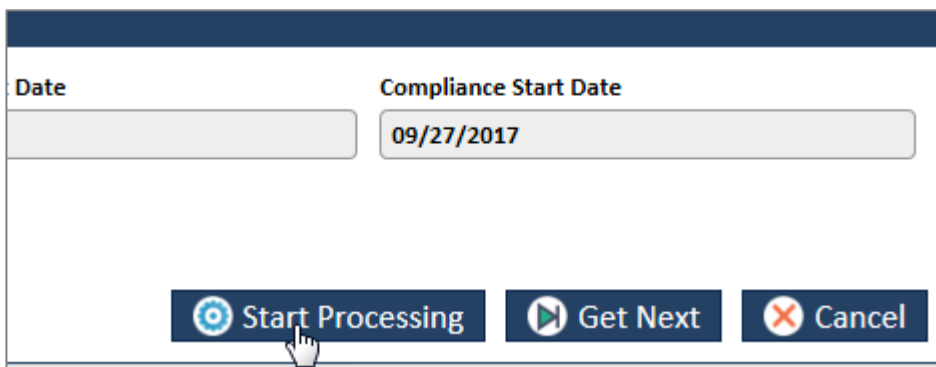 Date
Compliance Start Date
09/27/2017
Start Processing
Get Next
Cancel